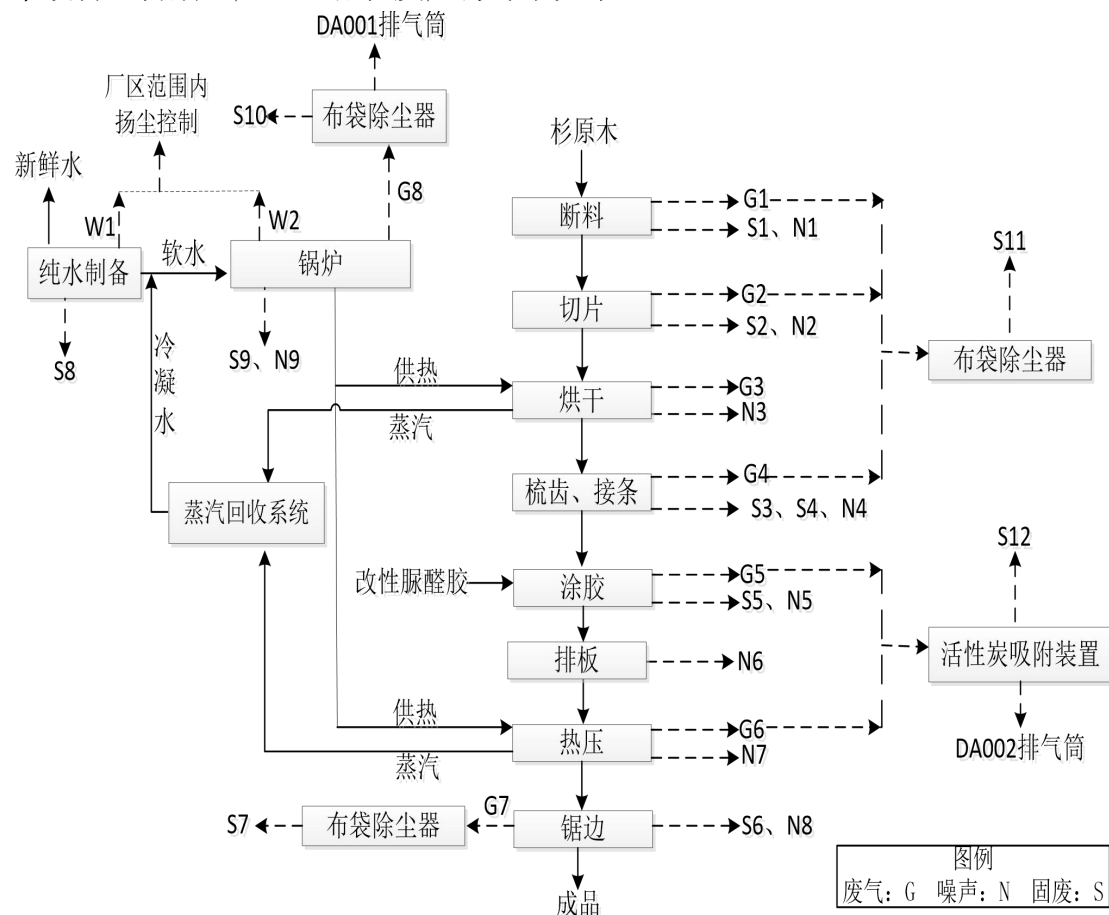 DA001排气筒
厂区范围内
扬尘控制
S10
布袋除尘器
杉原木
新鲜水
W1
W2
G8
断料
G1
S1、N1
S11
纯水制备
软水
锅炉
切片
G2
S2、N2
布袋除尘器
S8
冷凝水
S9、N9
供热
烘干
G3
N3
蒸汽
蒸汽回收系统
梳齿、接条
G4
S3、S4、N4
S12
改性脲醛胶
涂胶
G5
S5、N5
排板
N6
活性炭吸附装置
供热
热压
G6
N7
蒸汽
DA002排气筒
S7
布袋除尘器
G7
锯边
S6、N8
成品
图例
废气：G 噪声：N 固废：S